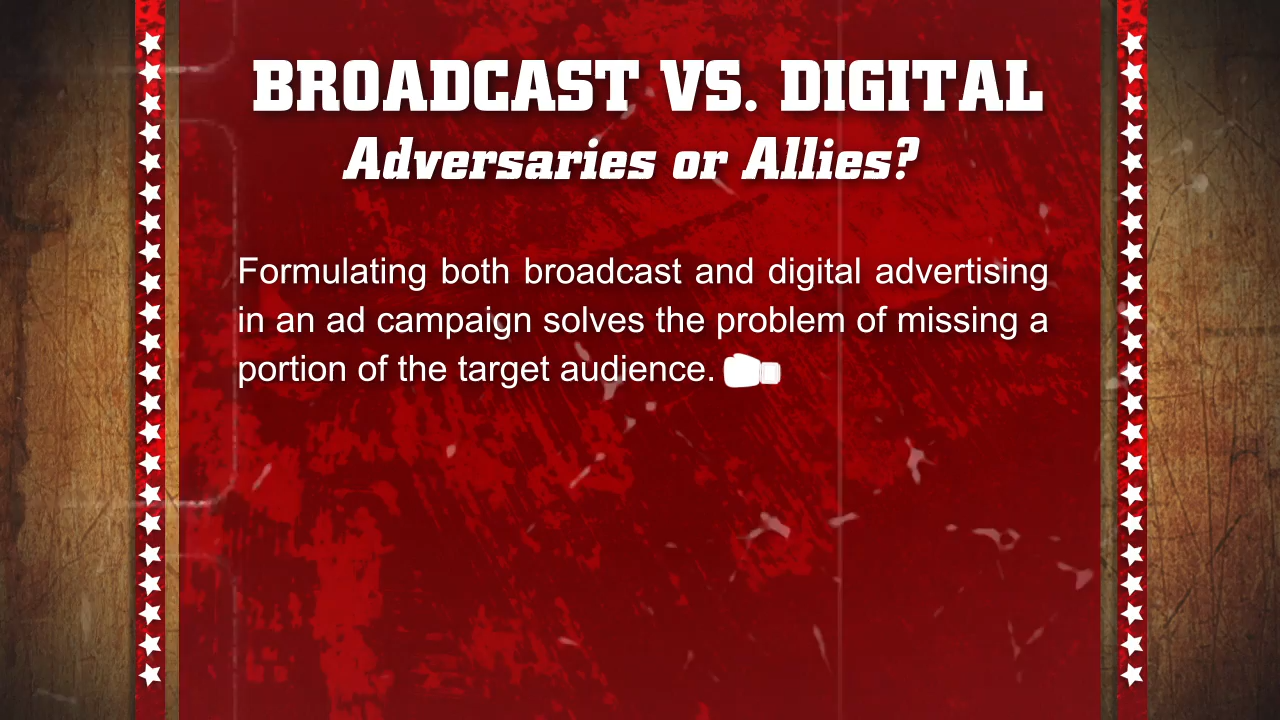 BROADCAST VS. DIGITAL
Adversaries or Allies?
Formulating both broadcast and digital advertising
in an ad campaign solves the problem of missing a
portion of the target audience.